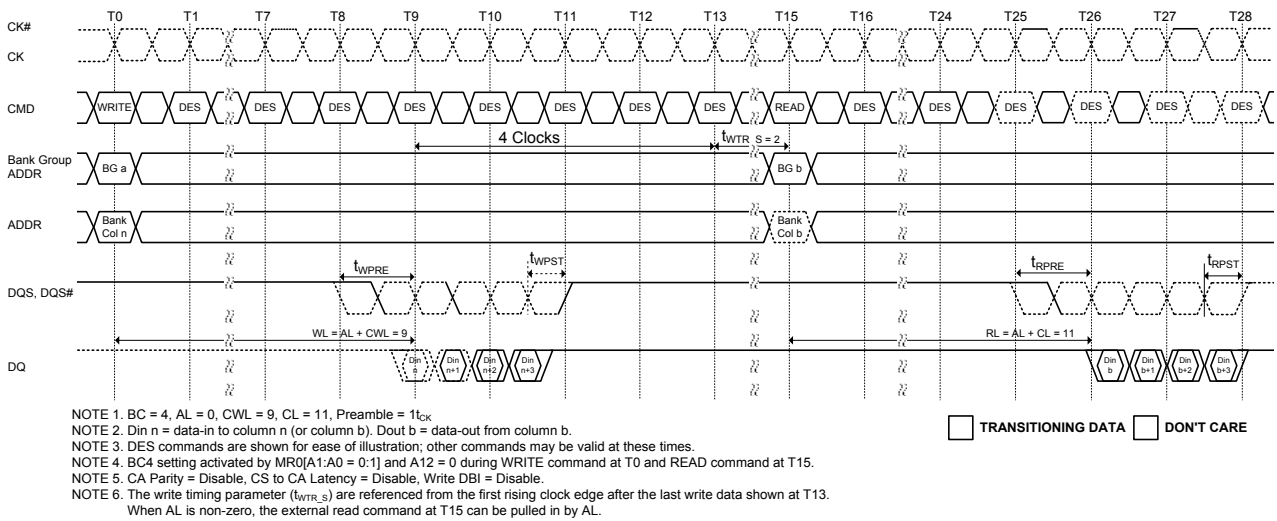 T0 T1 T7 T8 T9 T10 T11 T12 T13 T15 T16 T24 T25 T26 T27 T28
CK#
CK
CMD WRITE DES DES DES DES DES DES DES DES READ DES DES DES DES DES DES
4 Clocks tWTR_S = 2
Bank Group
ADDR
BG a BG b
ADDR
Bank
Col n
Bank
Col b
tWPRE tWPST tRPRE tRPST
DQS, DQS#
WL = AL + CWL = 9 RL = AL + CL = 11
DQ
Din
n
Din
n+1
Din
n+2
Din
n+3
Din
b
Din
b+1
Din
b+2
Din
b+3
NOTE 1. BC = 4, AL = 0, CWL = 9, CL = 11, Preamble = 1tCK
NOTE 2. Din n = data-in to column n (or column b). Dout b = data-out from column b.
NOTE 3. DES commands are shown for ease of illustration; other commands may be valid at these times.
NOTE 4. BC4 setting activated by MR0[A1:A0 = 0:1] and A12 = 0 during WRITE command at T0 and READ command at T15.
NOTE 5. CA Parity = Disable, CS to CA Latency = Disable, Write DBI = Disable.
NOTE 6. The write timing parameter (tWTR_S) are referenced from the first rising clock edge after the last write data shown at T13.
When AL is non-zero, the external read command at T15 can be pulled in by AL.
TRANSITIONING DATA DON'T CARE